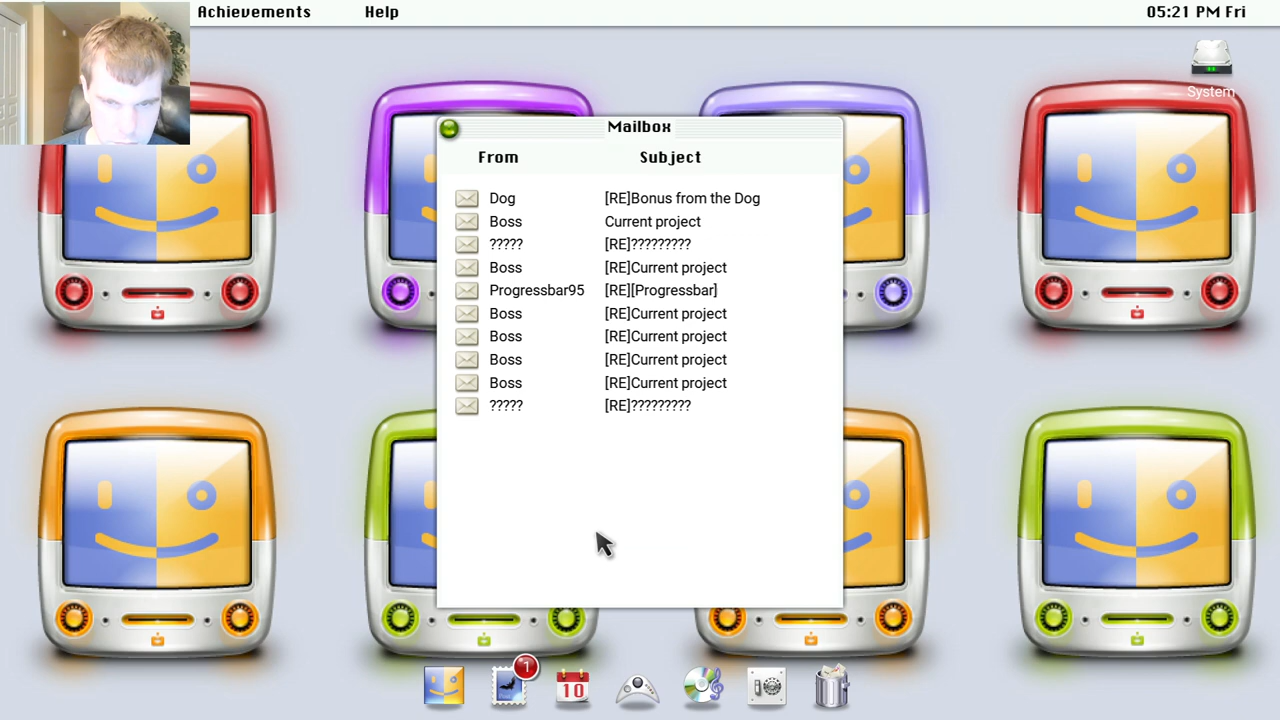 Achievements Help 05:21 PM Fri
System
Mailbox
From Subject
Dog [RE]Bonus from the Dog
Boss Current project
????? [RE]?????????
Boss [RE]Current project
Progressbar95 [RE][Progressbar]
Boss [RE]Current project
Boss [RE]Current project
Boss [RE]Current project
Boss [RE]Current project
????? [RE]?????????
1
10